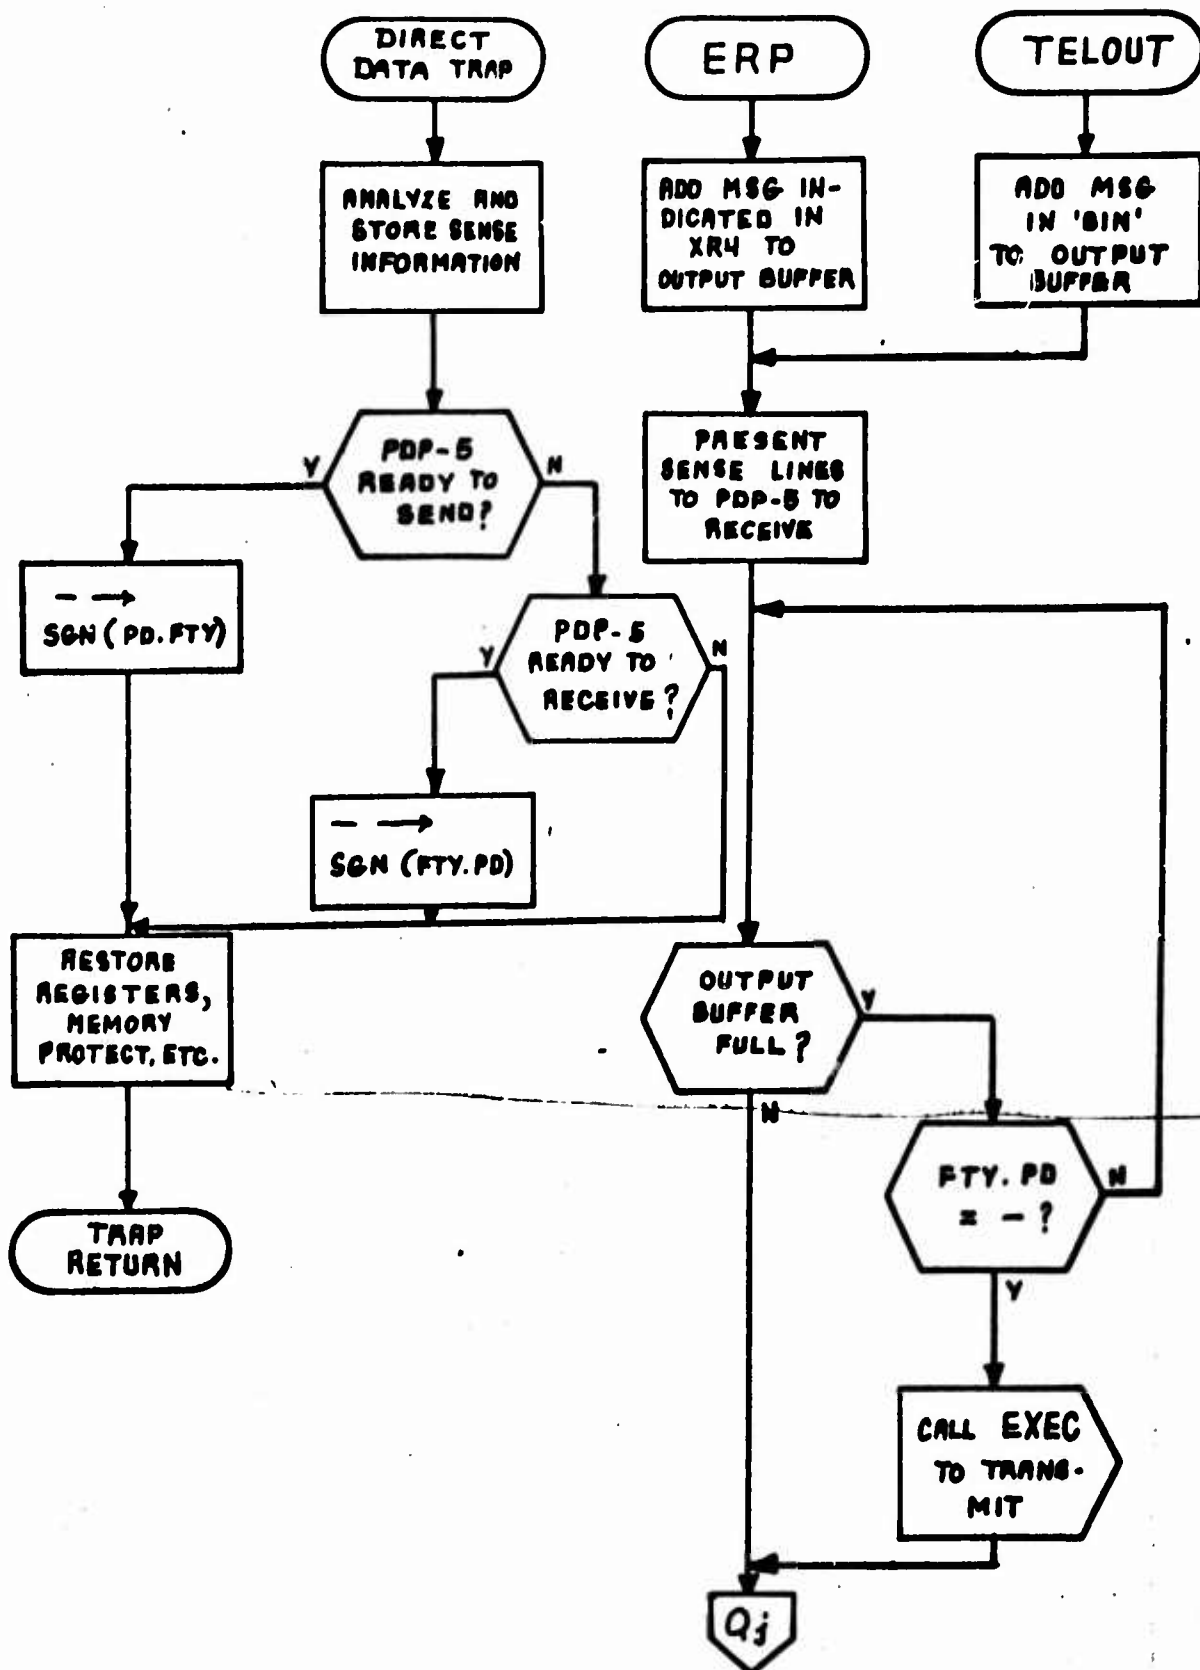 DIRECT
DATA TRAP
ANALYZE AND
STORE SENSE
INFORMATION
PDP-5
READY TO
SEND?
Y
N
— →
SGN (PD.FTY)
PDP-5
READY TO
RECEIVE?
Y
N
— →
SGN (FTY.PD)
RESTORE
REGISTERS,
MEMORY
PROTECT, ETC.
TRAP
RETURN
ERP
ADD MSG IN-
DICATED IN
XR4 TO
OUTPUT BUFFER
TELOUT
ADD MSG
IN 'BIN'
TO OUTPUT
BUFFER
PRESENT
SENSE LINES
TO PDP-5 TO
RECEIVE
OUTPUT
BUFFER
FULL?
Y
N
FTY. PD
= - ?
N
Y
CALL EXEC
TO TRANS-
MIT
Qj